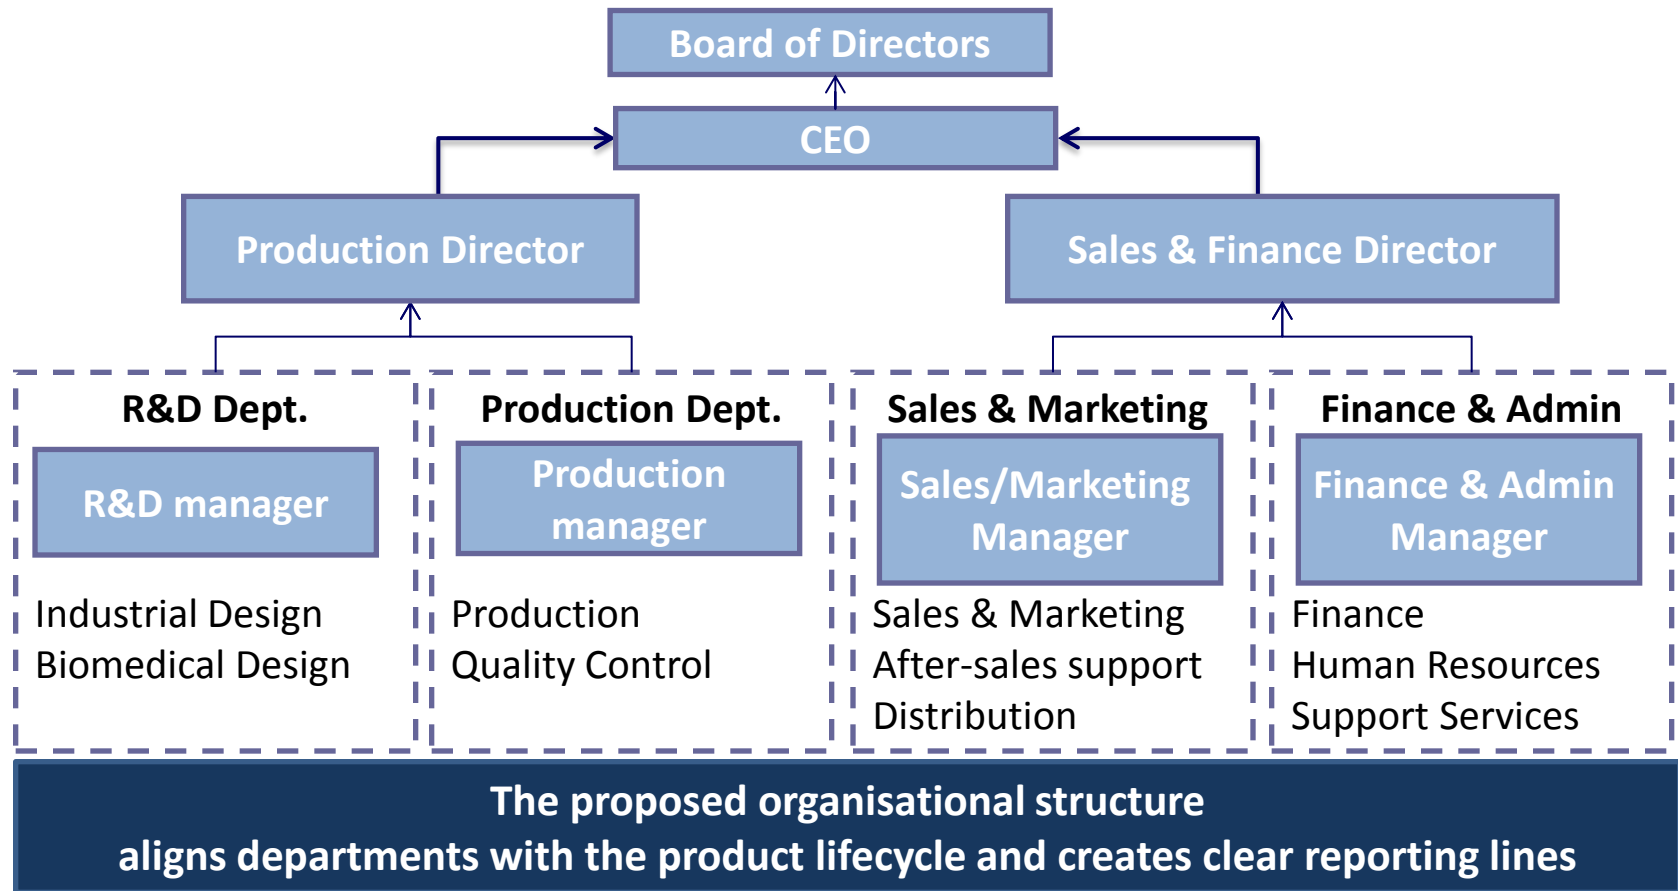 Board of Directors
CEO
Production Director
Sales & Finance Director
R&D Dept.
R&D manager
Industrial Design
Biomedical Design
Production Dept.
Production
manager
Production
Quality Control
Sales & Marketing
Sales/Marketing
Manager
Sales & Marketing
After-sales support
Distribution
Finance & Admin
Finance & Admin
Manager
Finance
Human Resources
Support Services
The proposed organisational structure
aligns departments with the product lifecycle and creates clear reporting lines